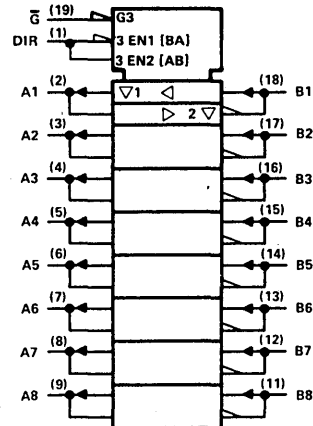 G̅ (19) G3
DIR (1) 3 EN1 [BA]
3 EN2 [AB]
A1 (2) ▽1 ◁ (18) B1
▷ 2▽
A2 (3) (17) B2
A3 (4) (16) B3
A4 (5) (15) B4
A5 (6) (14) B5
A6 (7) (13) B6
A7 (8) (12) B7
A8 (9) (11) B8